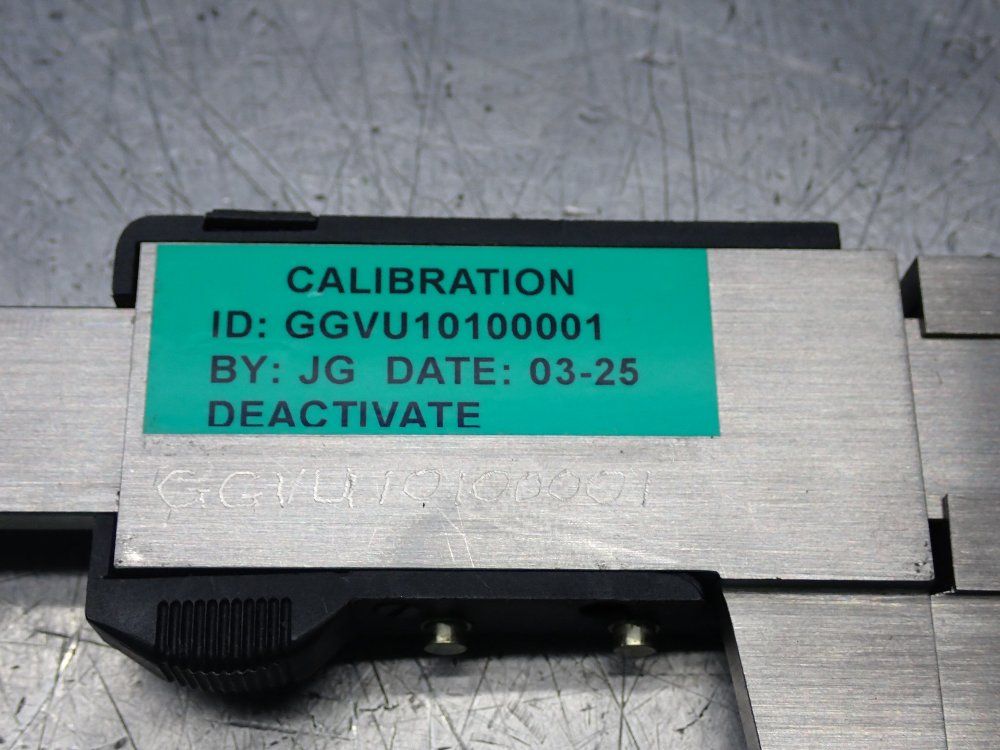 CALIBRATION
ID: GGVU10100001
BY: JG DATE: 03-25
DEACTIVATE
GGVU10100001